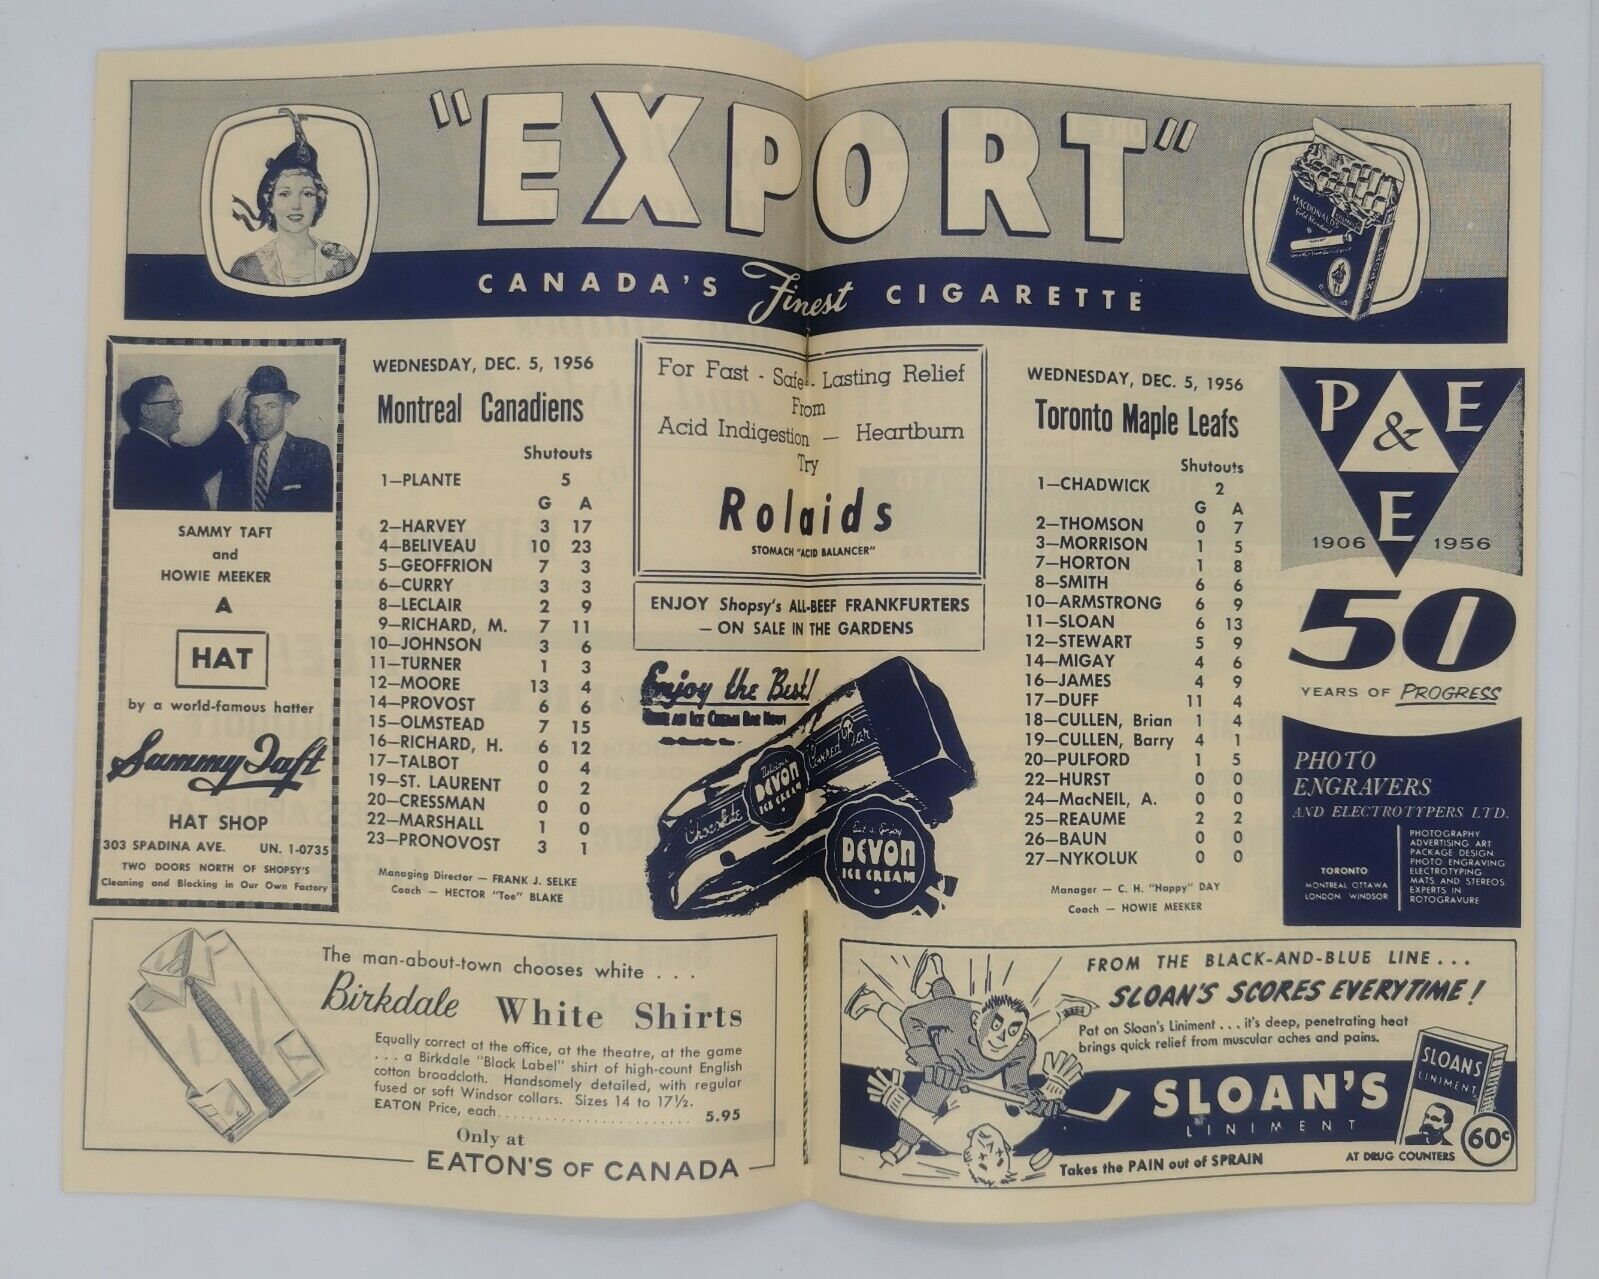 "EXPORT"
CANADA'S Finest CIGARETTE
MACDONALD'S
Gold Standard
EXPORT
SAMMY TAFT
and
HOWIE MEEKER
A
HAT
by a world-famous hatter
Sammy Taft
HAT SHOP
303 SPADINA AVE. UN. 1-0735
TWO DOORS NORTH OF SHOPSY'S
Cleaning and Blocking in Our Own Factory
WEDNESDAY, DEC. 5, 1956
Montreal Canadiens
Shutouts
1—PLANTE 5
G A
2—HARVEY 3 17
4—BELIVEAU 10 23
5—GEOFFRION 7 3
6—CURRY 3 3
8—LECLAIR 2 9
9—RICHARD, M. 7 11
10—JOHNSON 3 6
11—TURNER 1 3
12—MOORE 13 4
14—PROVOST 6 6
15—OLMSTEAD 7 15
16—RICHARD, H. 6 12
17—TALBOT 0 4
19—ST. LAURENT 0 2
20—CRESSMAN 0 0
22—MARSHALL 1 0
23—PRONOVOST 3 1
Managing Director — FRANK J. SELKE
Coach — HECTOR "Toe" BLAKE
For Fast - Safe - Lasting Relief
From
Acid Indigestion — Heartburn
Try
Rolaids
STOMACH "ACID BALANCER"
ENJOY Shopsy's ALL-BEEF FRANKFURTERS
— ON SALE IN THE GARDENS
Enjoy the Best!
HAVE AN ICE CREAM BAR NOW!
Chocolate
Delicious
DEVON
ICE CREAM
Covered Bar
Eat & Enjoy
DEVON
ICE CREAM
WEDNESDAY, DEC. 5, 1956
Toronto Maple Leafs
Shutouts
1—CHADWICK 2
G A
2—THOMSON 0 7
3—MORRISON 1 5
7—HORTON 1 8
8—SMITH 6 6
10—ARMSTRONG 6 9
11—SLOAN 6 13
12—STEWART 5 9
14—MIGAY 4 6
16—JAMES 4 9
17—DUFF 11 4
18—CULLEN, Brian 1 4
19—CULLEN, Barry 4 1
20—PULFORD 1 5
22—HURST 0 0
24—MacNEIL, A. 0 0
25—REAUME 2 2
26—BAUN 0 0
27—NYKOLUK 0 0
Manager — C. H. "Happy" DAY
Coach — HOWIE MEEKER
P & E
E
1906 1956
50
YEARS OF PROGRESS
PHOTO
ENGRAVERS
AND ELECTROTYPERS LTD.
TORONTO
MONTREAL OTTAWA
LONDON WINDSOR
PHOTOGRAPHY
ADVERTISING ART
PACKAGE DESIGN
PHOTO ENGRAVING
ELECTROTYPING
MATS AND STEREOS
EXPERTS IN
ROTOGRAVURE
The man-about-town chooses white . . .
Birkdale White Shirts
Equally correct at the office, at the theatre, at the game
. . . a Birkdale "Black Label" shirt of high-count English
cotton broadcloth. Handsomely detailed, with regular
fused or soft Windsor collars. Sizes 14 to 17½.
EATON Price, each........................ 5.95
Only at
EATON'S OF CANADA
FROM THE BLACK-AND-BLUE LINE . . .
SLOAN'S SCORES EVERYTIME!
Pat on Sloan's Liniment . . . it's deep, penetrating heat
brings quick relief from muscular aches and pains.
SLOAN'S
LINIMENT
SLOAN'S
LINIMENT
60¢
Takes the PAIN out of SPRAIN
AT DRUG COUNTERS